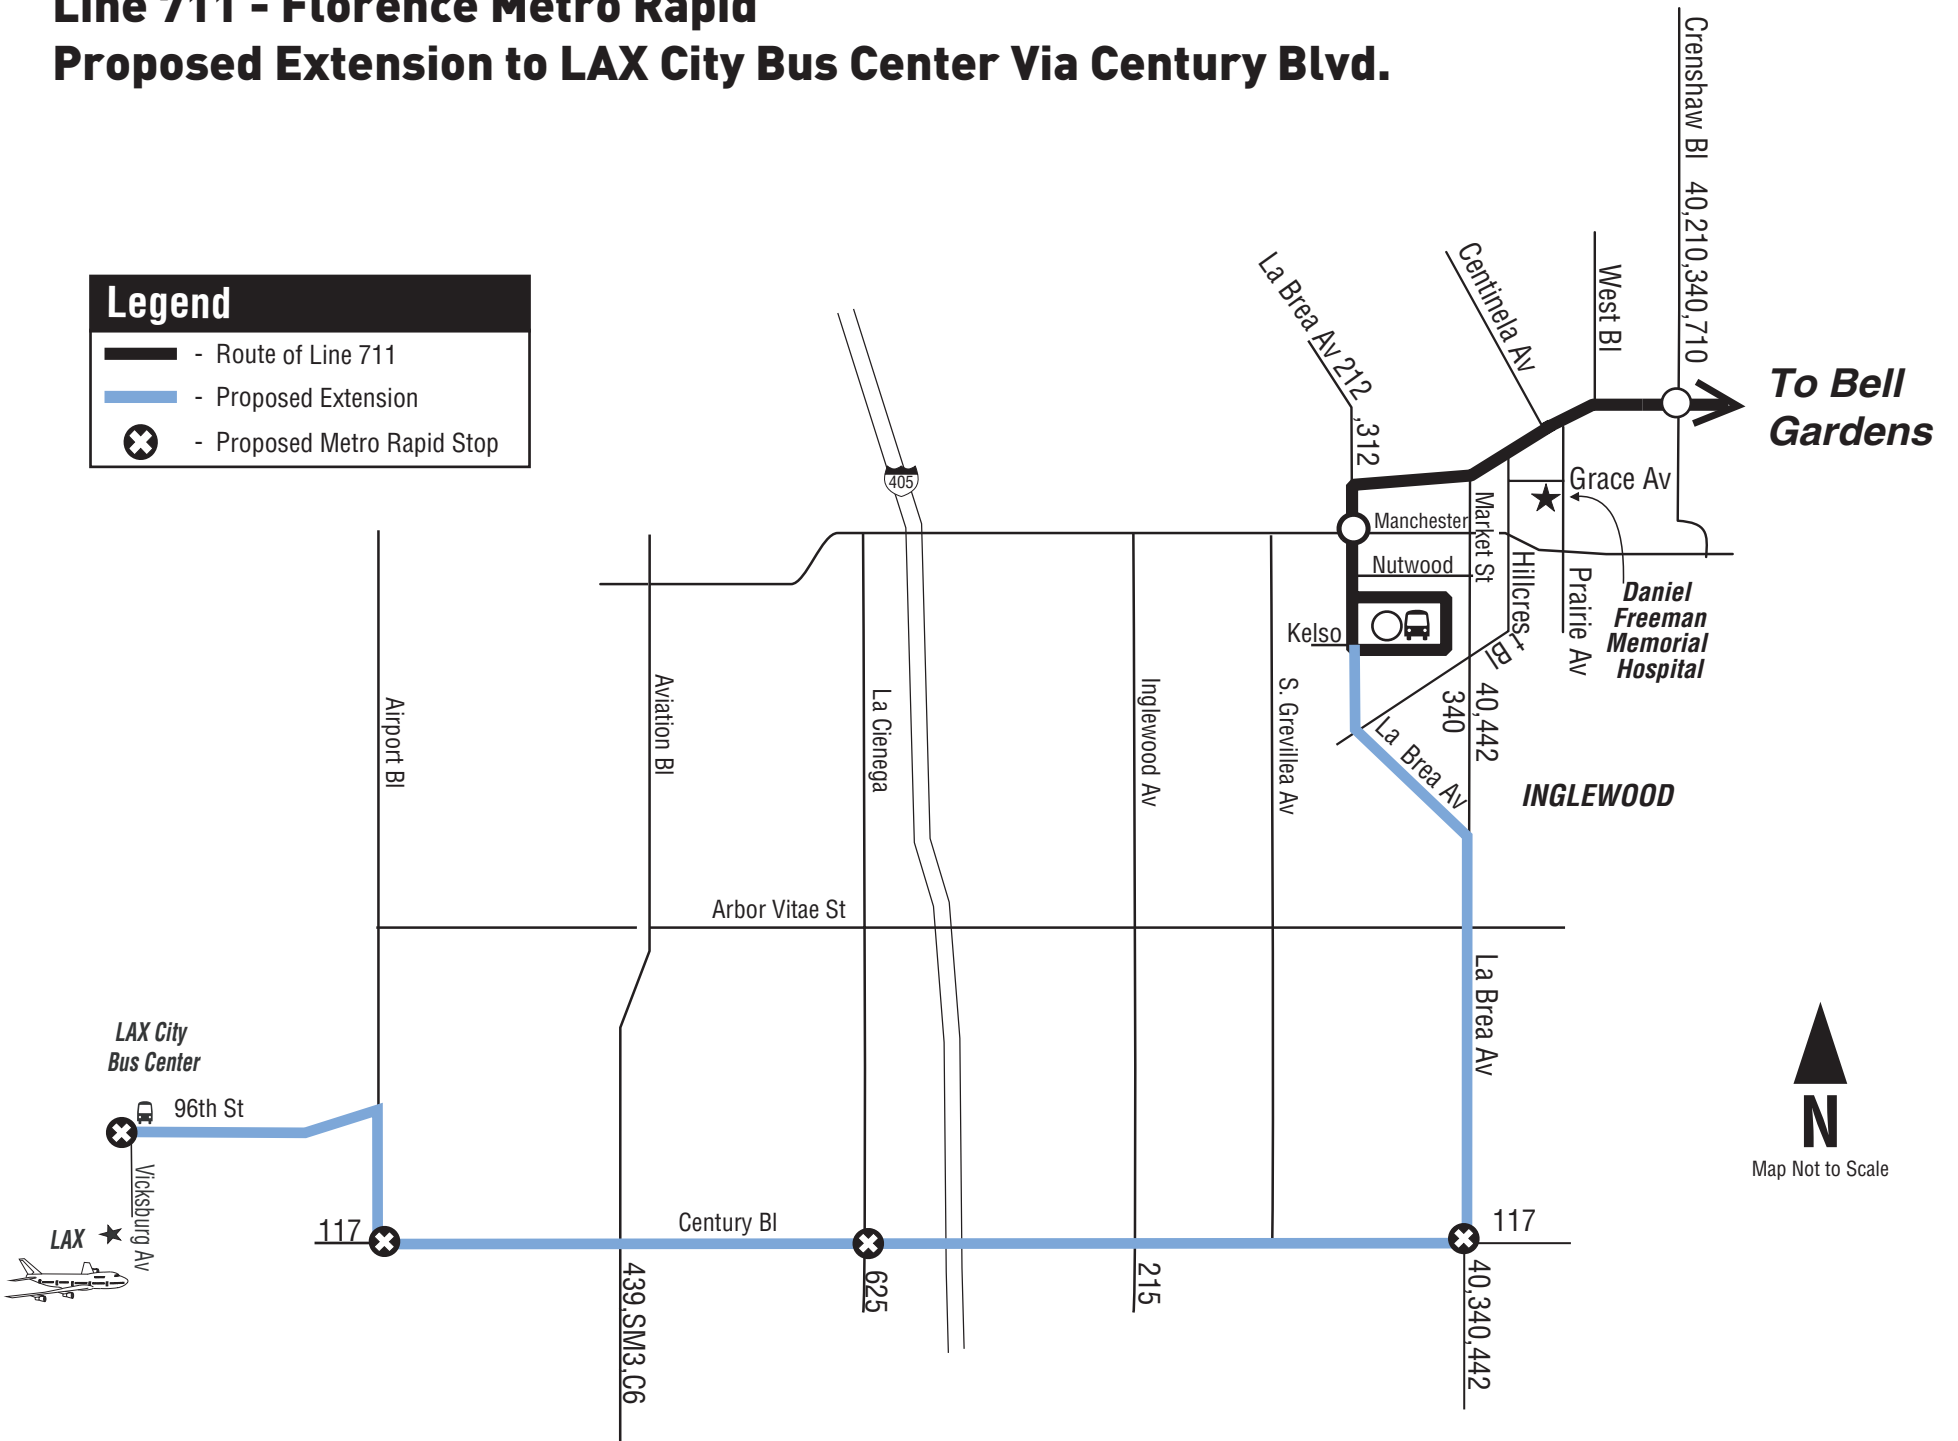 Line 711 - Florence Metro Rapid
Proposed Extension to LAX City Bus Center Via Century Blvd.
Legend
- Route of Line 711
- Proposed Extension
- Proposed Metro Rapid Stop
405
La Brea Av 212 ,312
Centinela Av
West Bl
Crenshaw Bl 40,210,340,710
To Bell
Gardens
Grace Av
Manchester
Market St
Nutwood
Hillcrest Bl
Prairie Av
Daniel
Freeman
Memorial
Hospital
Kelso
Airport Bl
Aviation Bl
La Cienega
Inglewood Av
S. Grevillea Av
La Brea Av
340
40,442
INGLEWOOD
Arbor Vitae St
La Brea Av
LAX City
Bus Center
96th St
Vicksburg Av
LAX
117
Century Bl
117
439,SM3,C6
625
215
40,340,442
N
Map Not to Scale